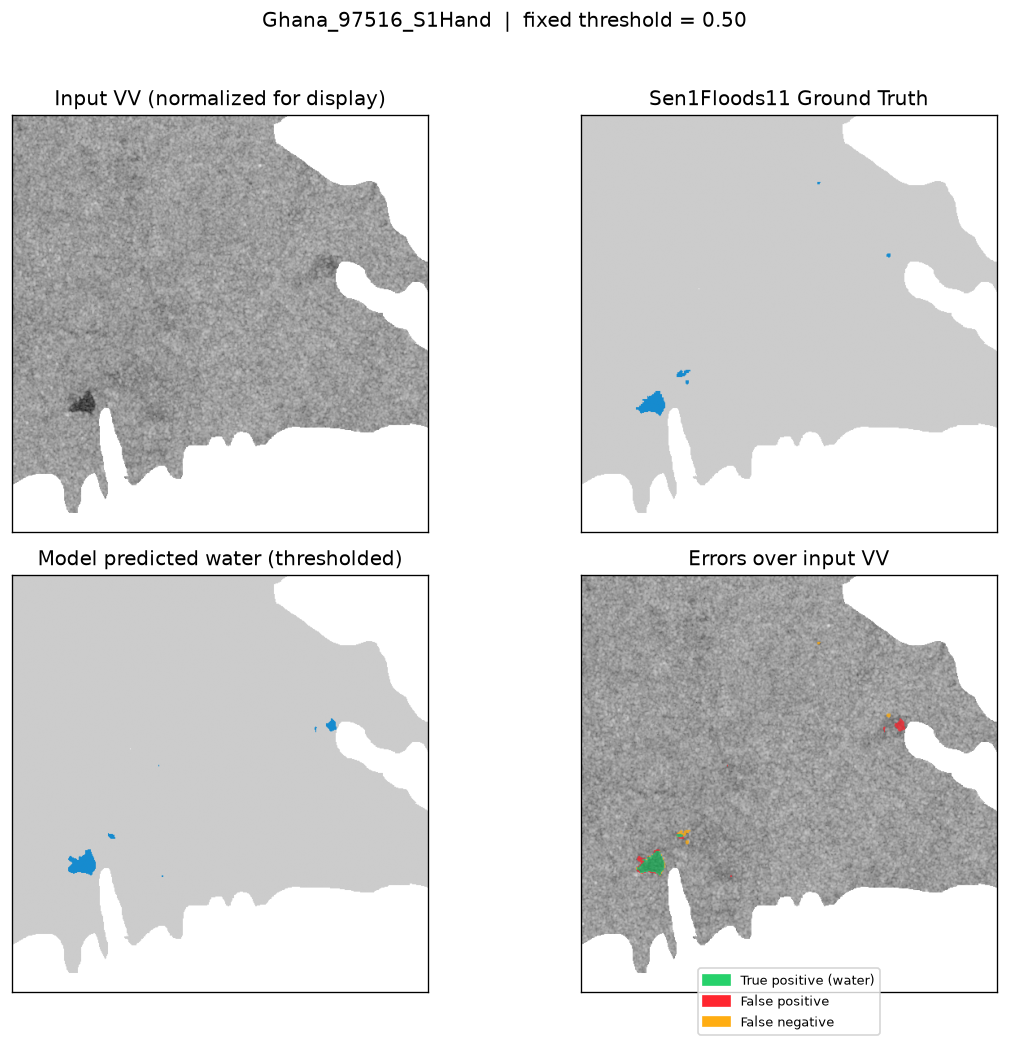 Ghana_97516_S1Hand  |  fixed threshold = 0.50
Input VV (normalized for display)
Sen1Floods11 Ground Truth
Model predicted water (thresholded)
Errors over input VV
True positive (water)
False positive
False negative